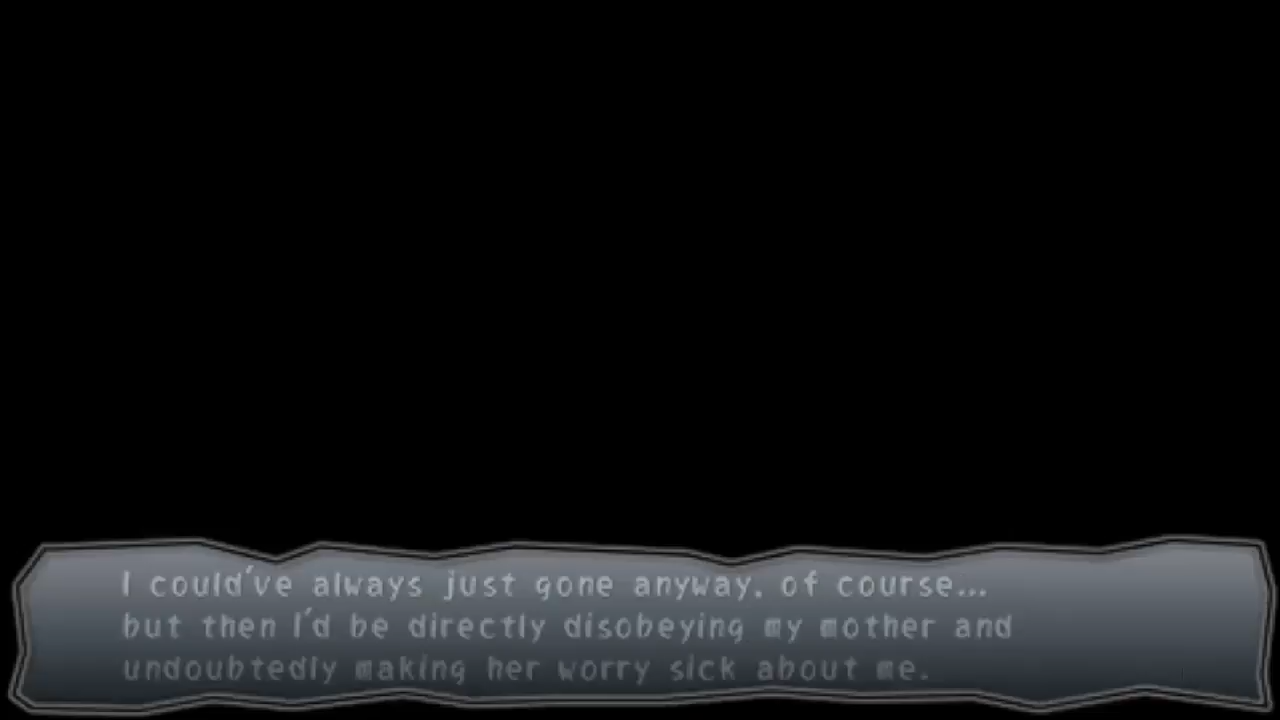 I could've always just gone anyway, of course...
but then I'd be directly disobeying my mother and
undoubtedly making her worry sick about me.